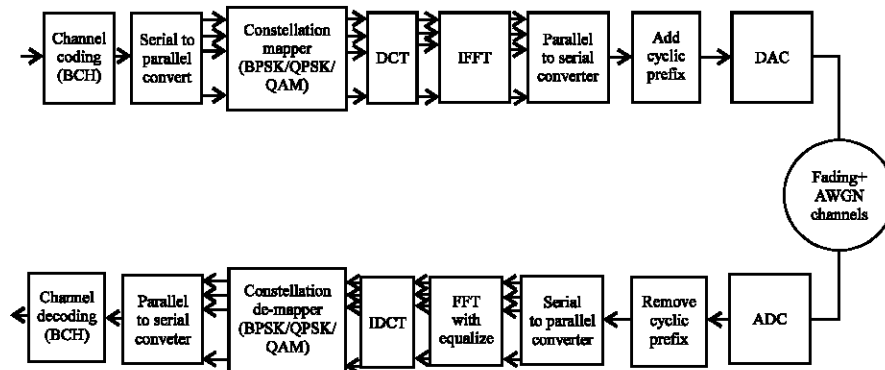 Channel
coding
(BCH)
Serial to
parallel
convert
Constellation
mapper
(BPSK/QPSK/
QAM)
DCT
IFFT
Parallel
to serial
converter
Add
cyclic
prefix
DAC
Fading+
AWGN
channels
Channel
decoding
(BCH)
Parallel
to serial
conveter
Constellation
de-mapper
(BPSK/QPSK/
QAM)
IDCT
FFT
with
equalize
Serial
to parallel
converter
Remove
cyclic
prefix
ADC